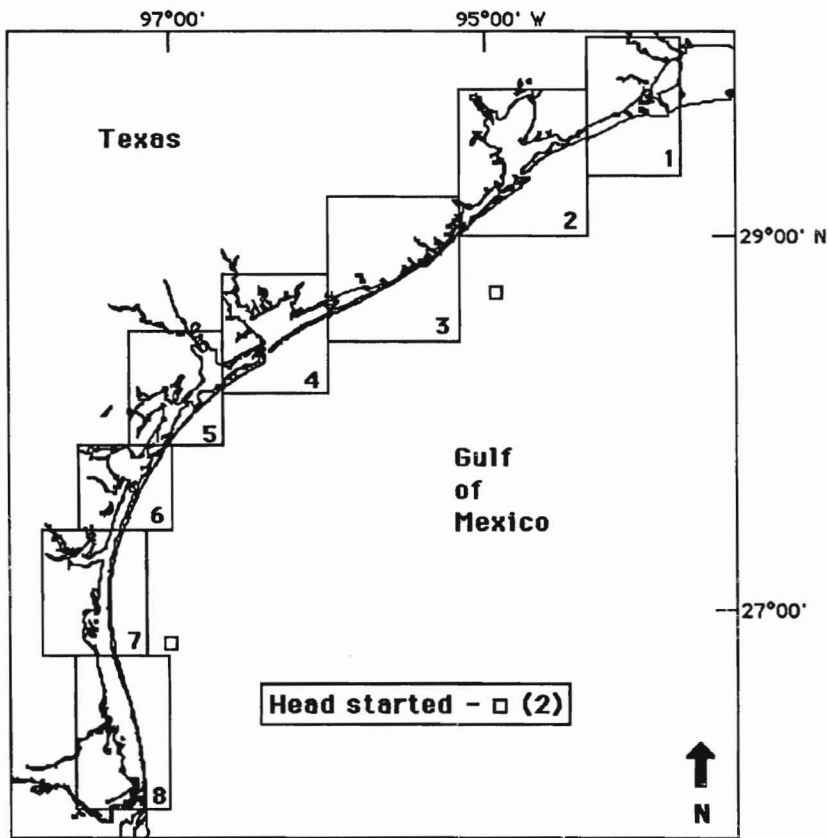 97°00' 95°00' W
Texas
1
2
29°00' N
3
4
5
Gulf
of
Mexico
6
27°00'
7
Head started - □ (2)
8
N